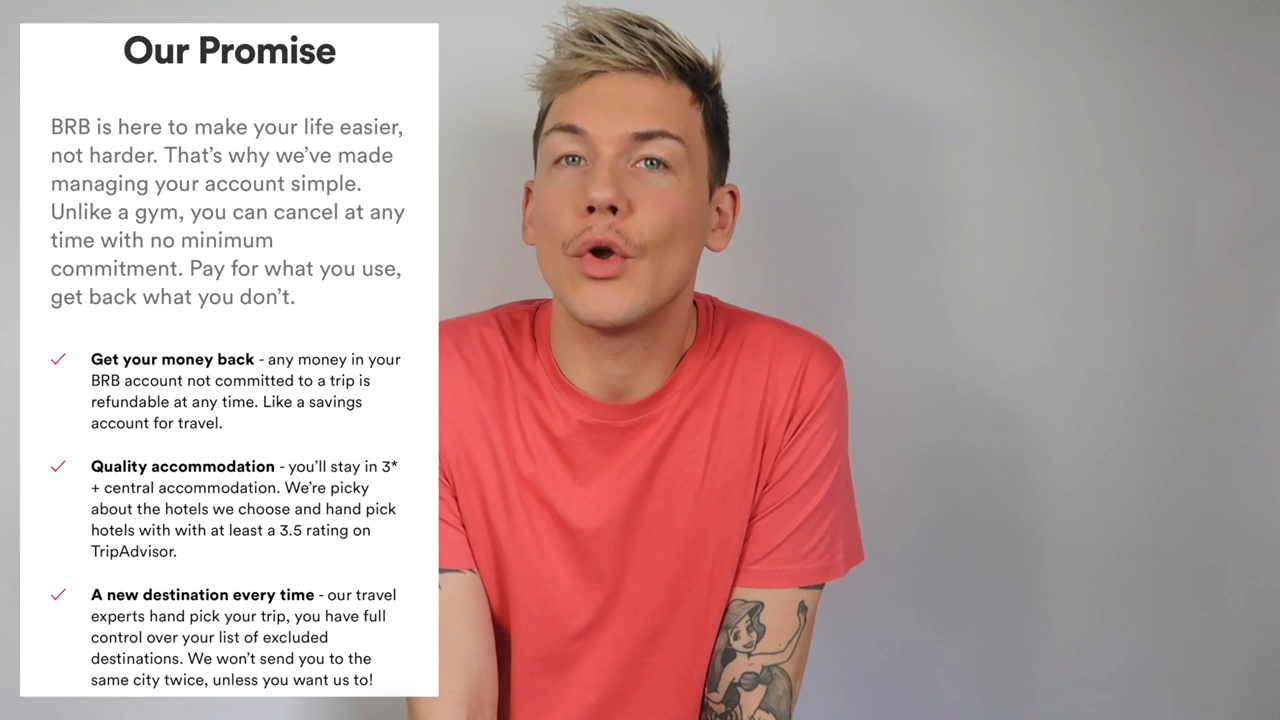 Our Promise
BRB is here to make your life easier,
not harder. That's why we've made
managing your account simple.
Unlike a gym, you can cancel at any
time with no minimum
commitment. Pay for what you use,
get back what you don't.
Get your money back - any money in your
BRB account not committed to a trip is
refundable at any time. Like a savings
account for travel.
Quality accommodation - you'll stay in 3*
+ central accommodation. We're picky
about the hotels we choose and hand pick
hotels with with at least a 3.5 rating on
TripAdvisor.
A new destination every time - our travel
experts hand pick your trip, you have full
control over your list of excluded
destinations. We won't send you to the
same city twice, unless you want us to!